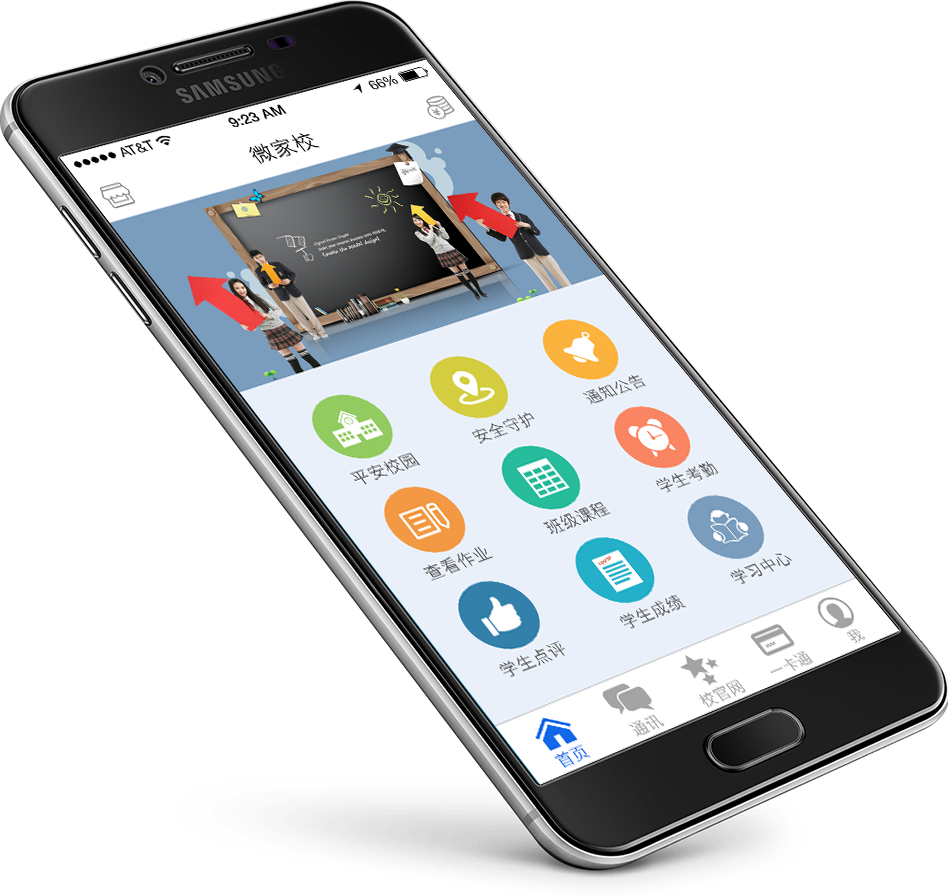 SAMSUNG
AT&T
9:23 AM
66%
微家校
平安校园
安全守护
通知公告
查看作业
班级课程
学生考勤
学生点评
学生成绩
学习中心
首页
通讯
校官网
一卡通
我